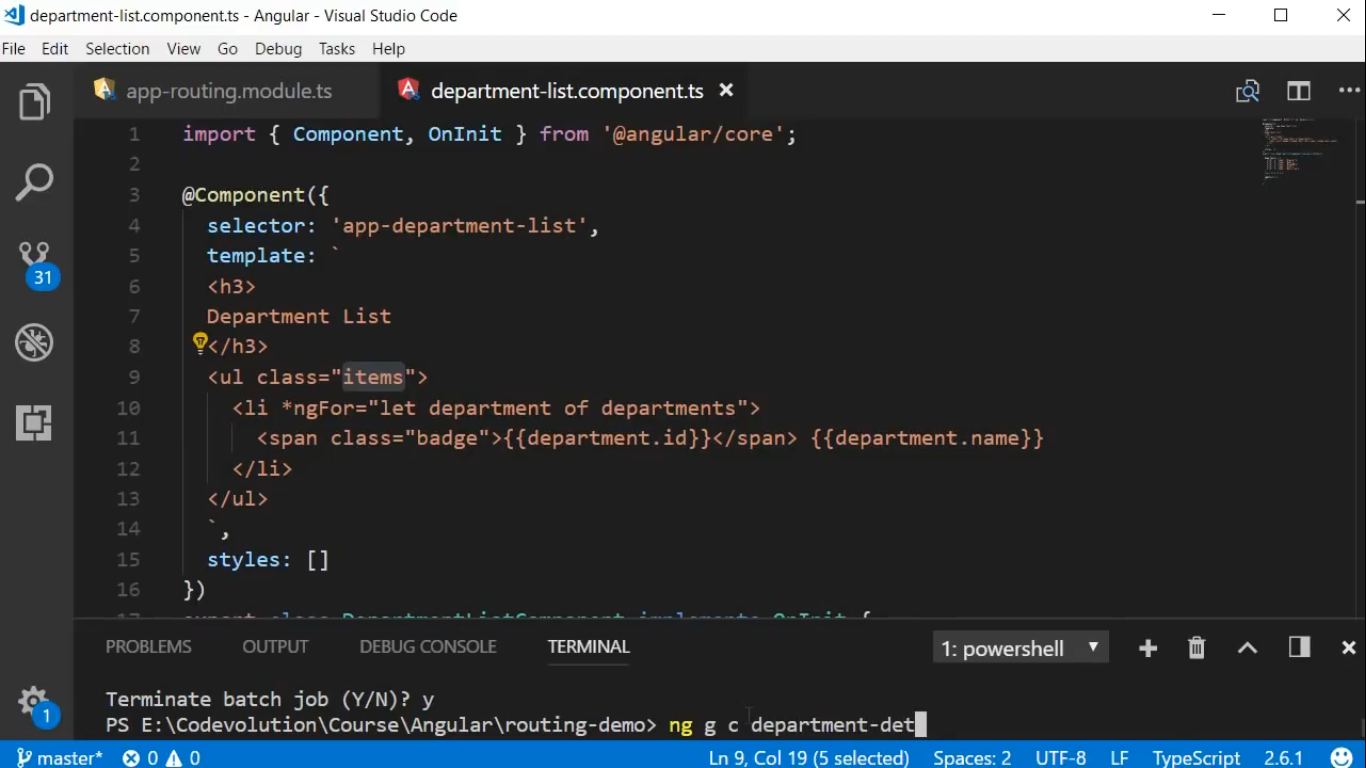 department-list.component.ts - Angular - Visual Studio Code
File Edit Selection View Go Debug Tasks Help
app-routing.module.ts department-list.component.ts
1 import { Component, OnInit } from '@angular/core';
2
3 @Component({
4 selector: 'app-department-list',
5 template: `
6 <h3>
7 Department List
8 </h3>
9 <ul class="items">
10 <li *ngFor="let department of departments">
11 <span class="badge">{{department.id}}</span> {{department.name}}
12 </li>
13 </ul>
14 `,
15 styles: []
16 })
17 export class DepartmentListComponent implements OnInit {
31
PROBLEMS OUTPUT DEBUG CONSOLE TERMINAL 1: powershell
Terminate batch job (Y/N)? y
PS E:\Codevolution\Course\Angular\routing-demo> ng g c department-det
1
master* 0 0 Ln 9, Col 19 (5 selected) Spaces: 2 UTF-8 LF TypeScript 2.6.1